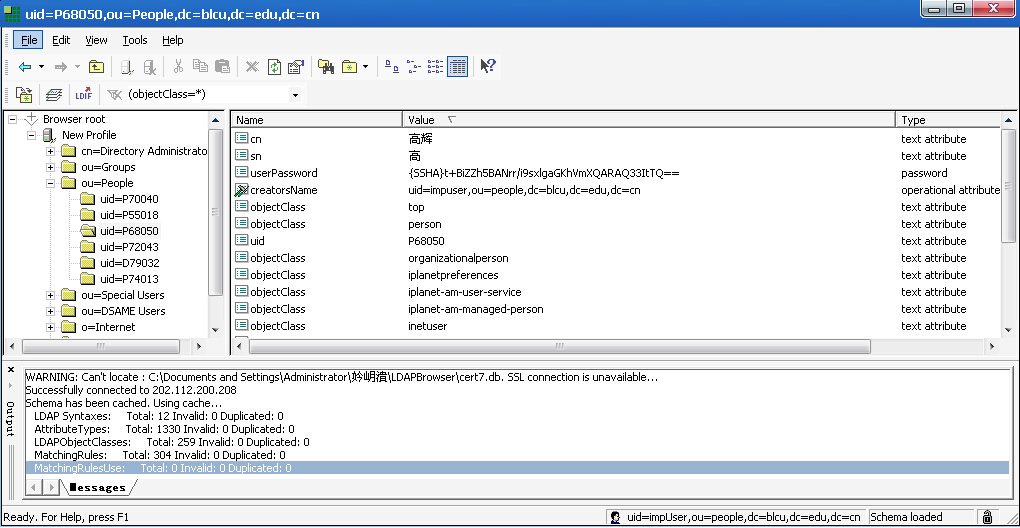 uid=P68050,ou=People,dc=blcu,dc=edu,dc=cn
File Edit View Tools Help
LDIF (objectClass=*)
Browser root
New Profile
cn=Directory Administrato
ou=Groups
ou=People
uid=P70040
uid=P55018
uid=P68050
uid=P72043
uid=D79032
uid=P74013
ou=Special Users
ou=DSAME Users
o=Internet
Name Value Type
cn 高辉 text attribute
sn 高 text attribute
userPassword {SSHA}t+BiZZh5BANrr/i9sxlgaGKhVmXQARAQ33ItTQ== password
creatorsName uid=impuser,ou=people,dc=blcu,dc=edu,dc=cn operational attribute
objectClass top text attribute
objectClass person text attribute
uid P68050 text attribute
objectClass organizationalperson text attribute
objectClass iplanetpreferences text attribute
objectClass iplanet-am-user-service text attribute
objectClass iplanet-am-managed-person text attribute
objectClass inetuser text attribute
Output
WARNING: Can't locate : C:\Documents and Settings\Administrator\妗岄潰\LDAPBrowser\cert7.db. SSL connection is unavailable...
Successfully connected to 202.112.200.208
Schema has been cached. Using cache...
LDAP Syntaxes: Total: 12 Invalid: 0 Duplicated: 0
AttributeTypes: Total: 1330 Invalid: 0 Duplicated: 0
LDAPObjectClasses: Total: 259 Invalid: 0 Duplicated: 0
MatchingRules: Total: 304 Invalid: 0 Duplicated: 0
MatchingRulesUse: Total: 0 Invalid: 0 Duplicated: 0
Messages
Ready. For Help, press F1 uid=impUser,ou=people,dc=blcu,dc=edu,dc=cn Schema loaded